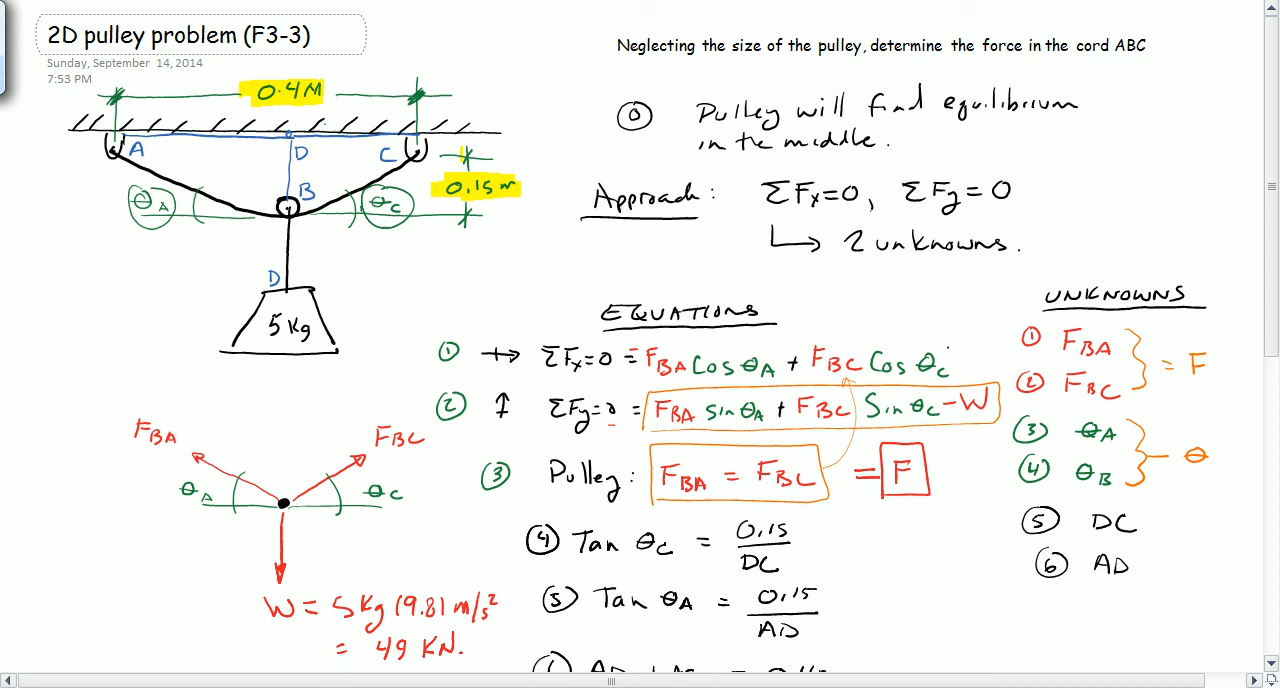 2D pulley problem (F3-3)
Sunday, September 14, 2014
7:53 PM
Neglecting the size of the pulley, determine the force in the cord ABC
0.4M
A
D
C
B
0.15m
θA
θC
D
5 Kg
⓪ Pulley will find equilibrium
in the middle.
Approach: ΣFx=0, ΣFy=0
↳ 2 unknowns.
EQUATIONS
① → ΣFx=0 = FBA Cos θA + FBC Cos θC
② ↑ ΣFy=0 = FBA sin θA + FBC Sin θC - W
③ Pulley: FBA = FBC = F
④ Tan θC = 0.15/DC
⑤ Tan θA = 0.15/AD
UNKNOWNS
① FBA
② FBC
= F
③ θA
④ θB
θ
⑤ DC
⑥ AD
FBA
FBC
θA
θC
W = 5Kg (9.81 m/s²
= 49 KN.